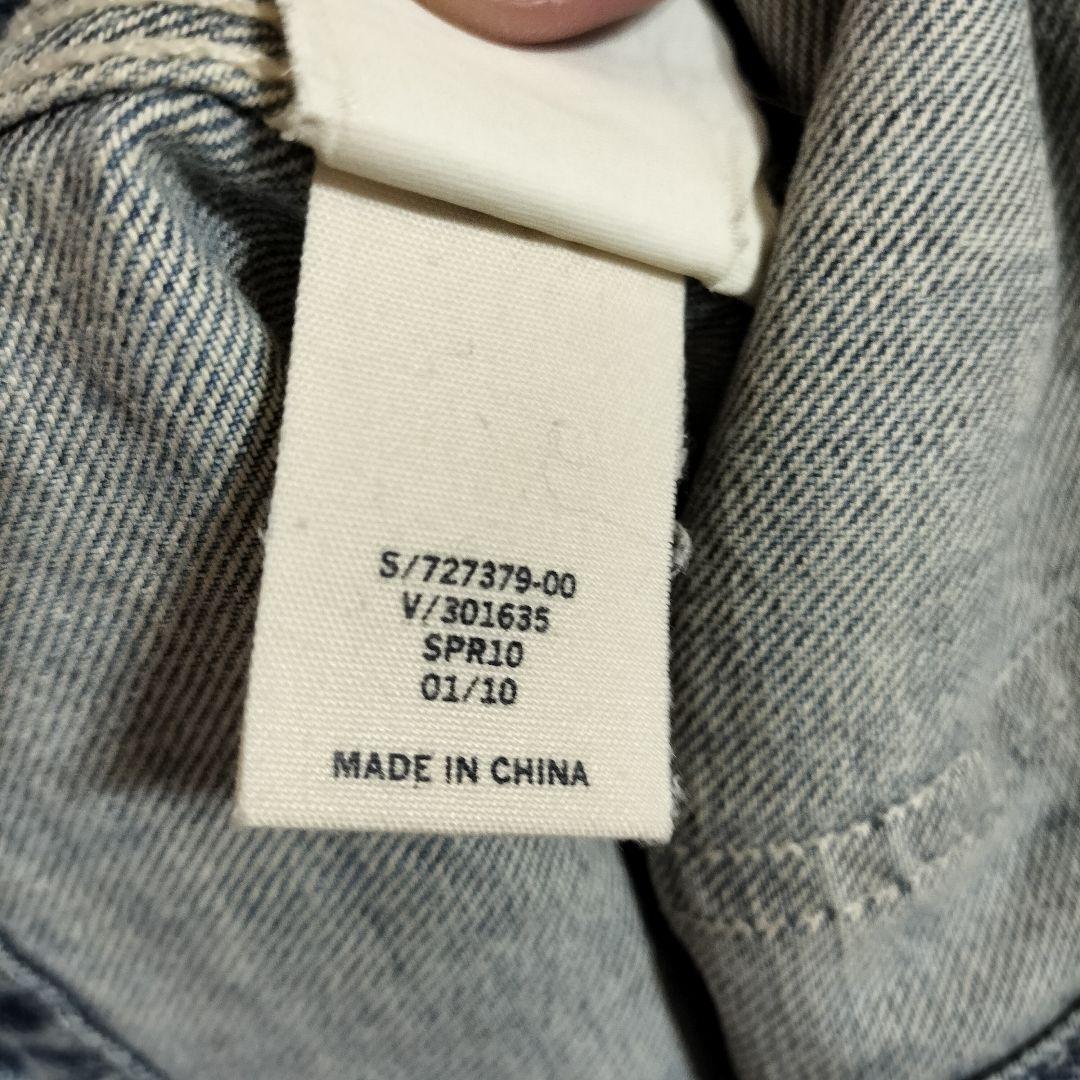 S/727379-00
V/301635
SPR10
01/10
MADE IN CHINA